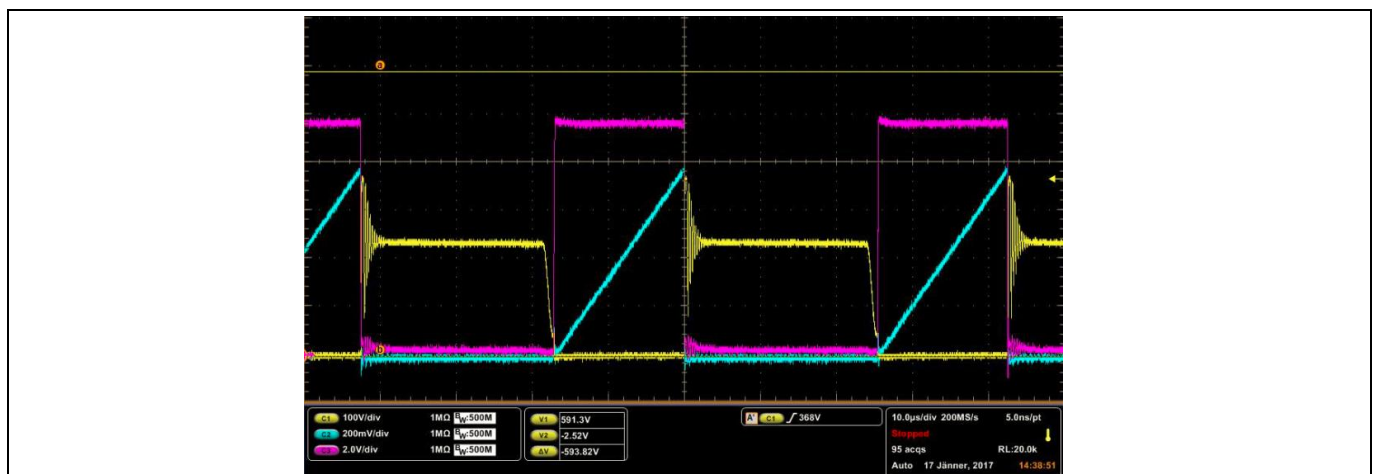 a
b
C1 100V/div 1MΩ BW:500M
C2 200mV/div 1MΩ BW:500M
C3 2.0V/div 1MΩ BW:500M
V1 591.3V
V2 -2.52V
ΔV -593.82V
A' C1 368V
10.0µs/div 200MS/s 5.0ns/pt
Stopped
95 acqs RL:20.0k
Auto 17 Jänner, 2017 14:38:51